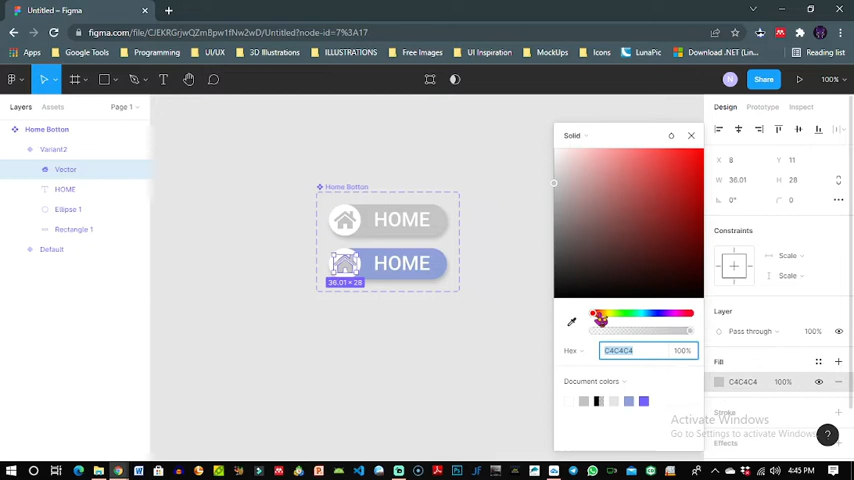 Untitled – Figma
figma.com/file/CJEKRGrjwQZmBpw1fNw2wD/Untitled?node-id=7%3A17
Apps
Google Tools
Programming
UI/UX
3D Illustrations
ILLUSTRATIONS
Free Images
UI Inspiration
MockUps
Icons
LunaPic
Download .NET (Linu...
Reading list
N
Share
100%
Layers
Assets
Page 1
Design
Prototype
Inspect
Home Botton
Variant2
Vector
HOME
Ellipse 1
Rectangle 1
Default
Home Botton
HOME
HOME
36.01 × 28
Solid
Hex
C4C4C4
100%
Document colors
X 8
Y 11
W 36.01
H 28
0°
0
Constraints
Scale
Scale
Layer
Pass through
100%
Fill
C4C4C4
100%
Stroke
Effects
Activate Windows
Go to Settings to activate Windows.
?
4:45 PM